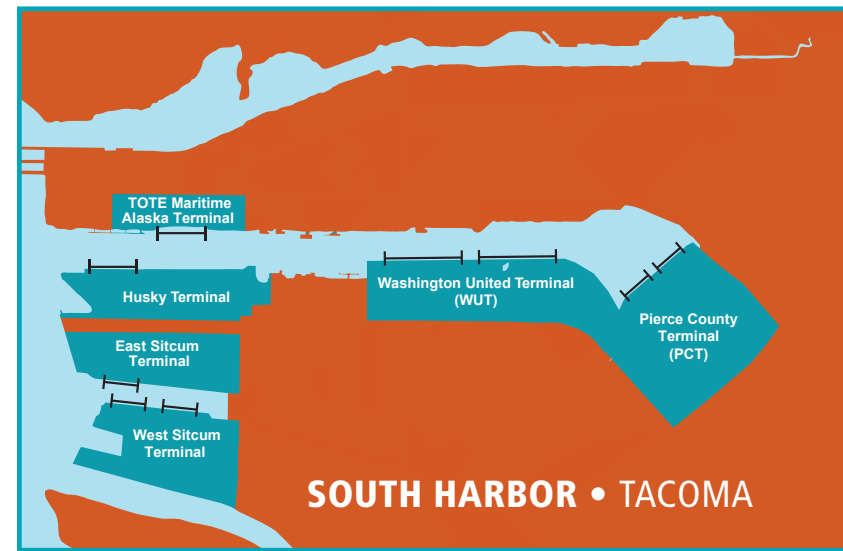 TOTE Maritime
Alaska Terminal
Husky Terminal
Washington United Terminal
(WUT)
Pierce County
Terminal
(PCT)
East Sitcum
Terminal
West Sitcum
Terminal
SOUTH HARBOR • TACOMA